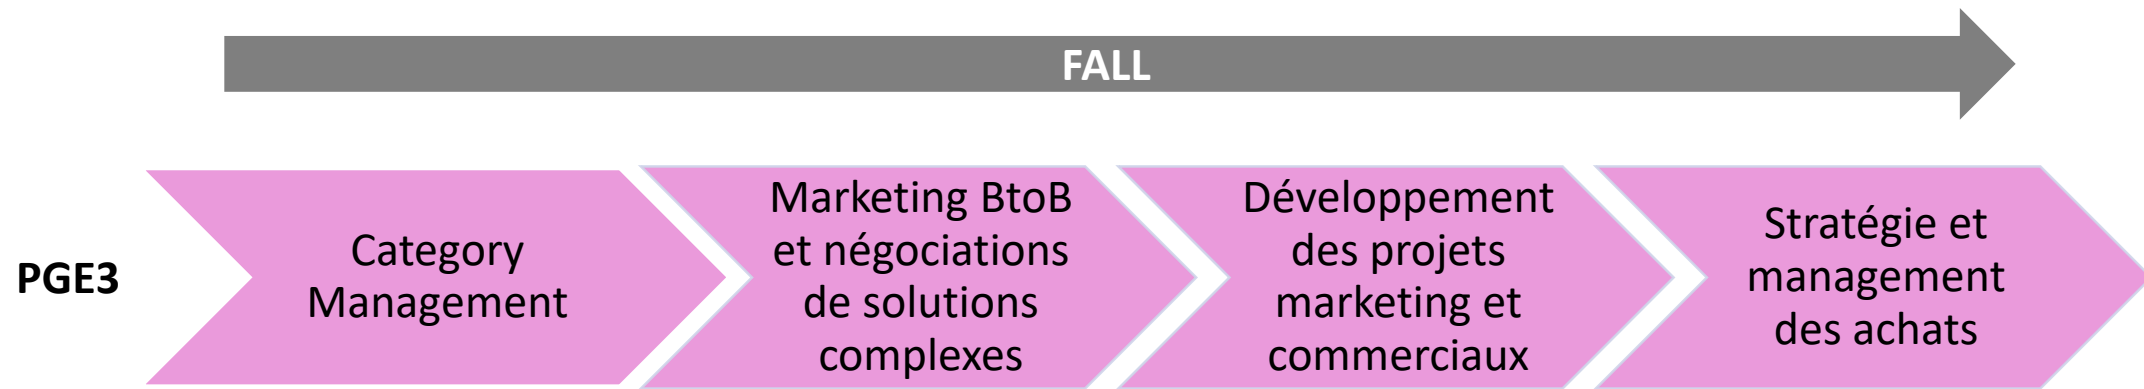 FALL
PGE3
Category
Management
Marketing BtoB
et négociations
de solutions
complexes
Développement
des projets
marketing et
commerciaux
Stratégie et
management
des achats